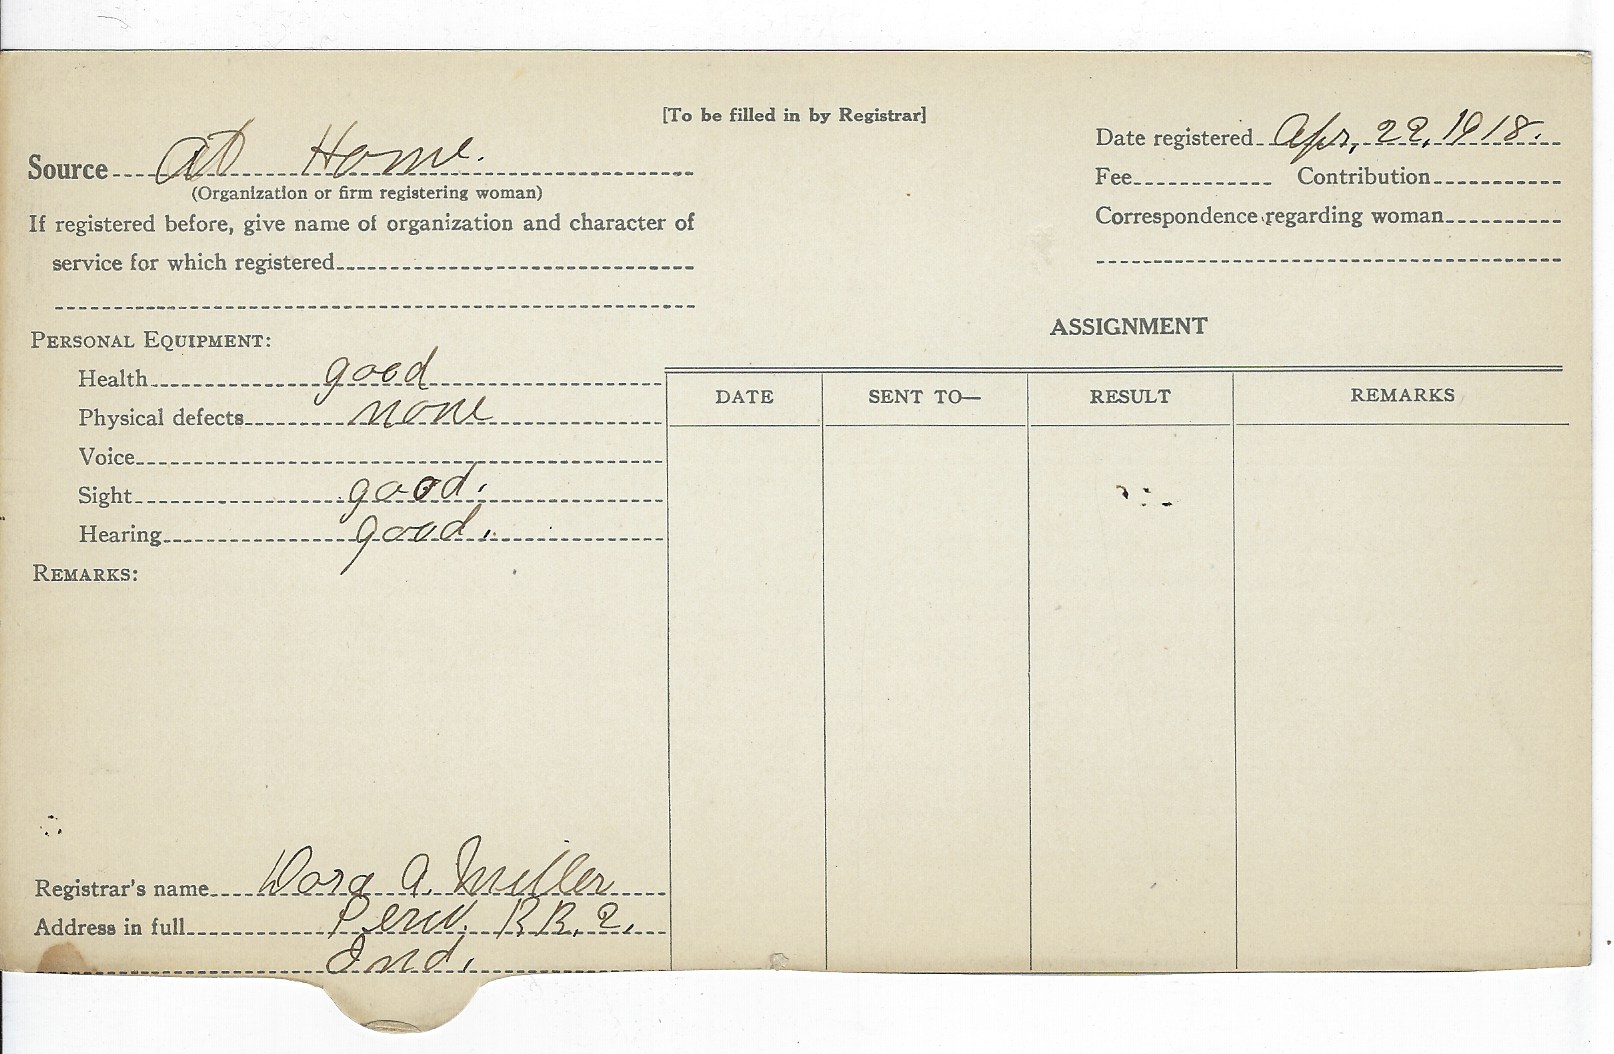 [To be filled in by Registrar]
Source At Home.
(Organization or firm registering woman)
If registered before, give name of organization and character of
service for which registered
Date registered Apr, 22, 1918.
Fee Contribution
Correspondence regarding woman
PERSONAL EQUIPMENT:
Health good
Physical defects none
Voice
Sight good.
Hearing good.
REMARKS:
Registrar's name Dora A. Miller
Address in full Peru. R R. 2.
Ind.
ASSIGNMENT
DATE SENT TO— RESULT REMARKS